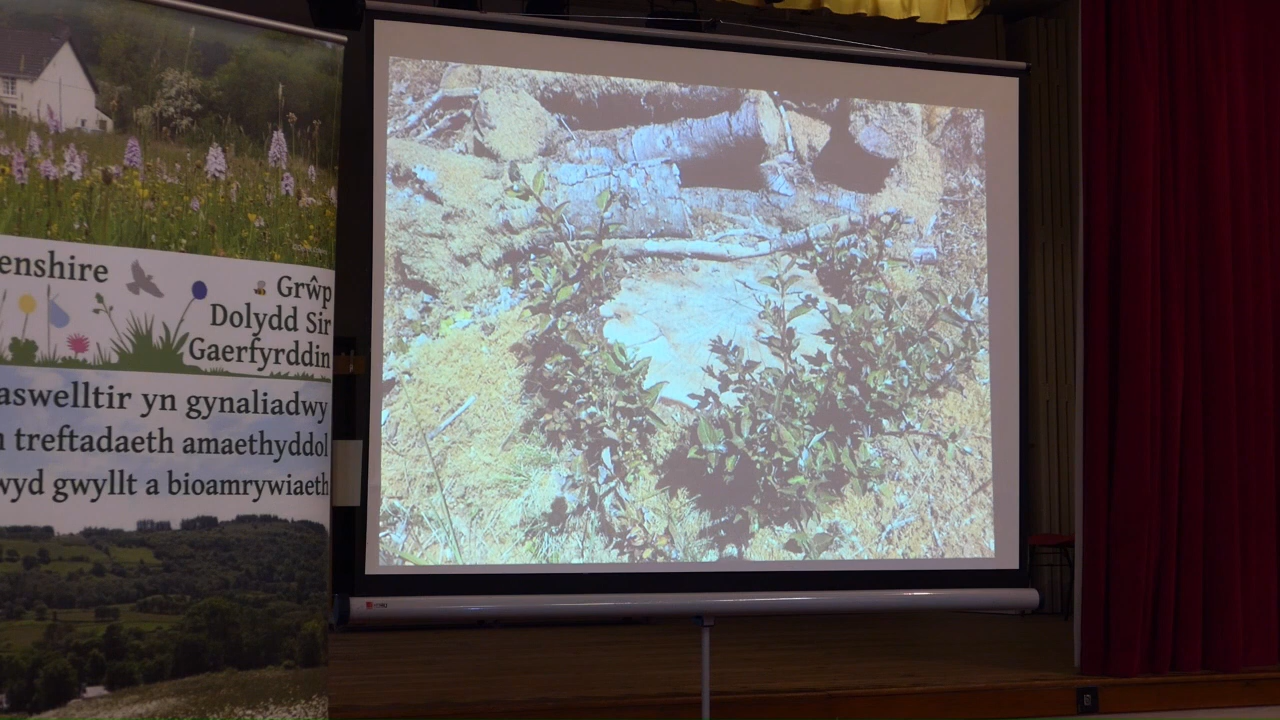 enshire
Grŵp
Dolydd Sir
Gaerfyrddin
aswelltir yn gynaliadwy
treftadaeth amaethyddol
wyd gwyllt a bioamrywiaeth